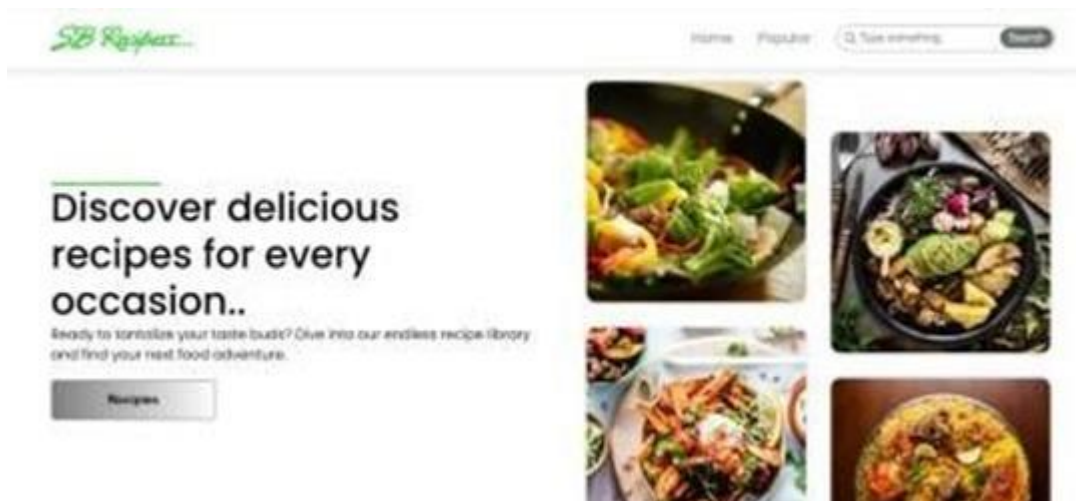 SB Recipes...
Home
Popular
Type something
Search
Discover delicious
recipes for every
occasion..
Ready to tantalize your taste buds? Dive into our endless recipe library
and find your next food adventure.
Recipies